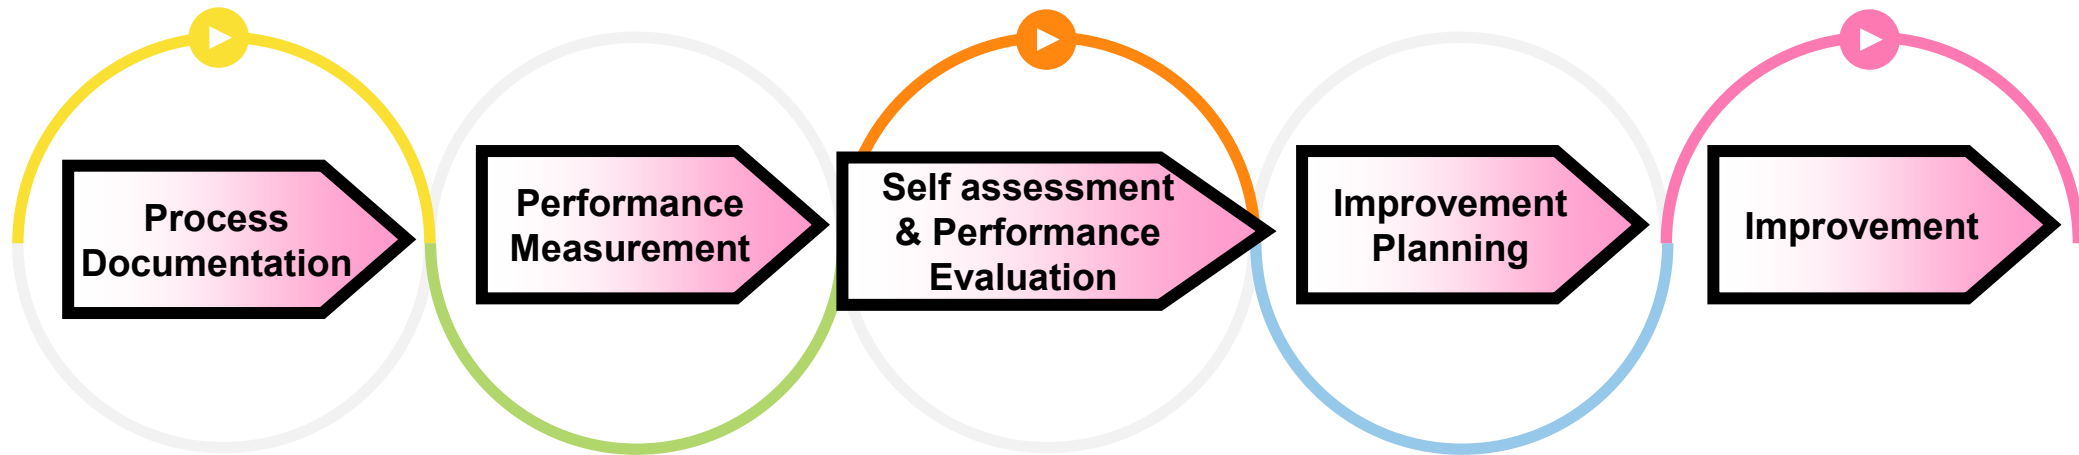 Process
Documentation
Performance
Measurement
Self assessment
& Performance
Evaluation
Improvement
Planning
Improvement